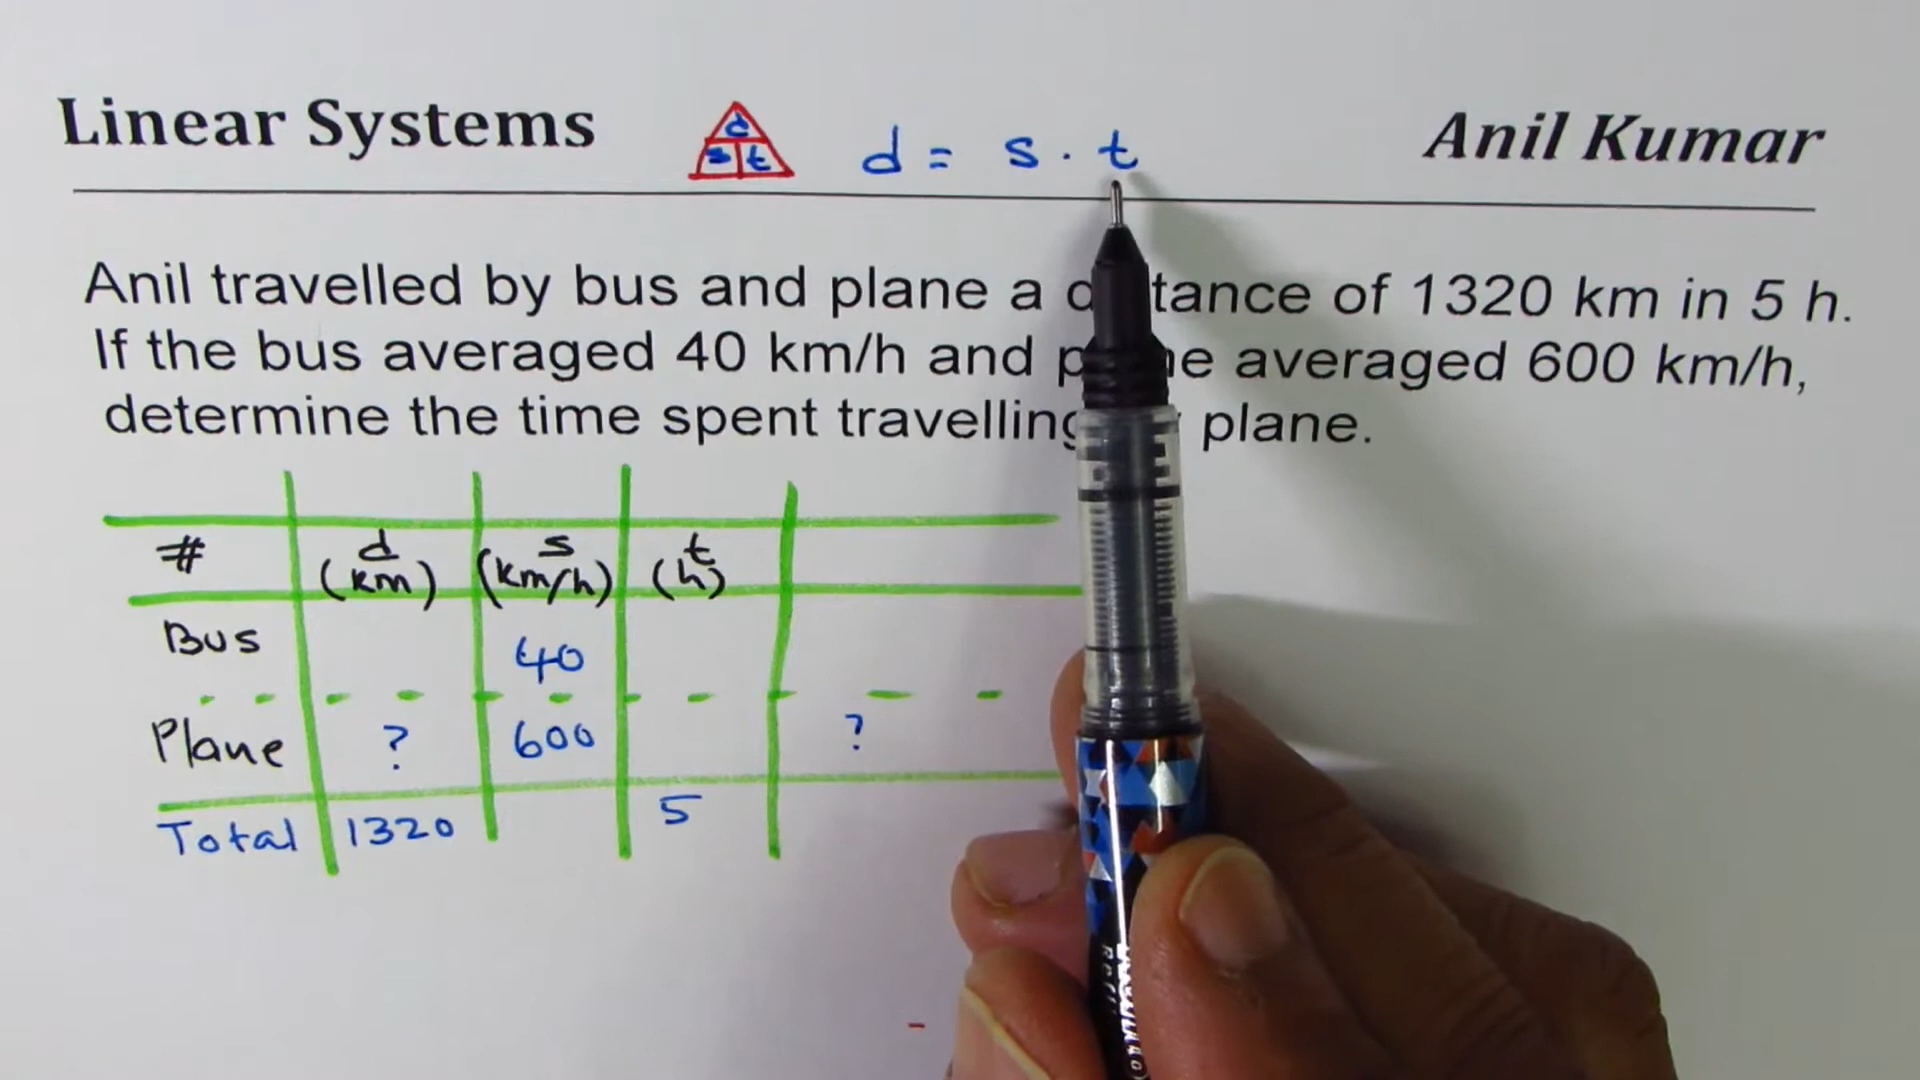 Linear Systems
d
s t
d = s · t
Anil Kumar
Anil travelled by bus and plane a tance of 1320 km in 5 h.
If the bus averaged 40 km/h and averaged 600 km/h,
determine the time spent travelling plane.
# d (km) s (km/h) t (h)
Bus 40
Plane ? 600 ?
Total 1320 5